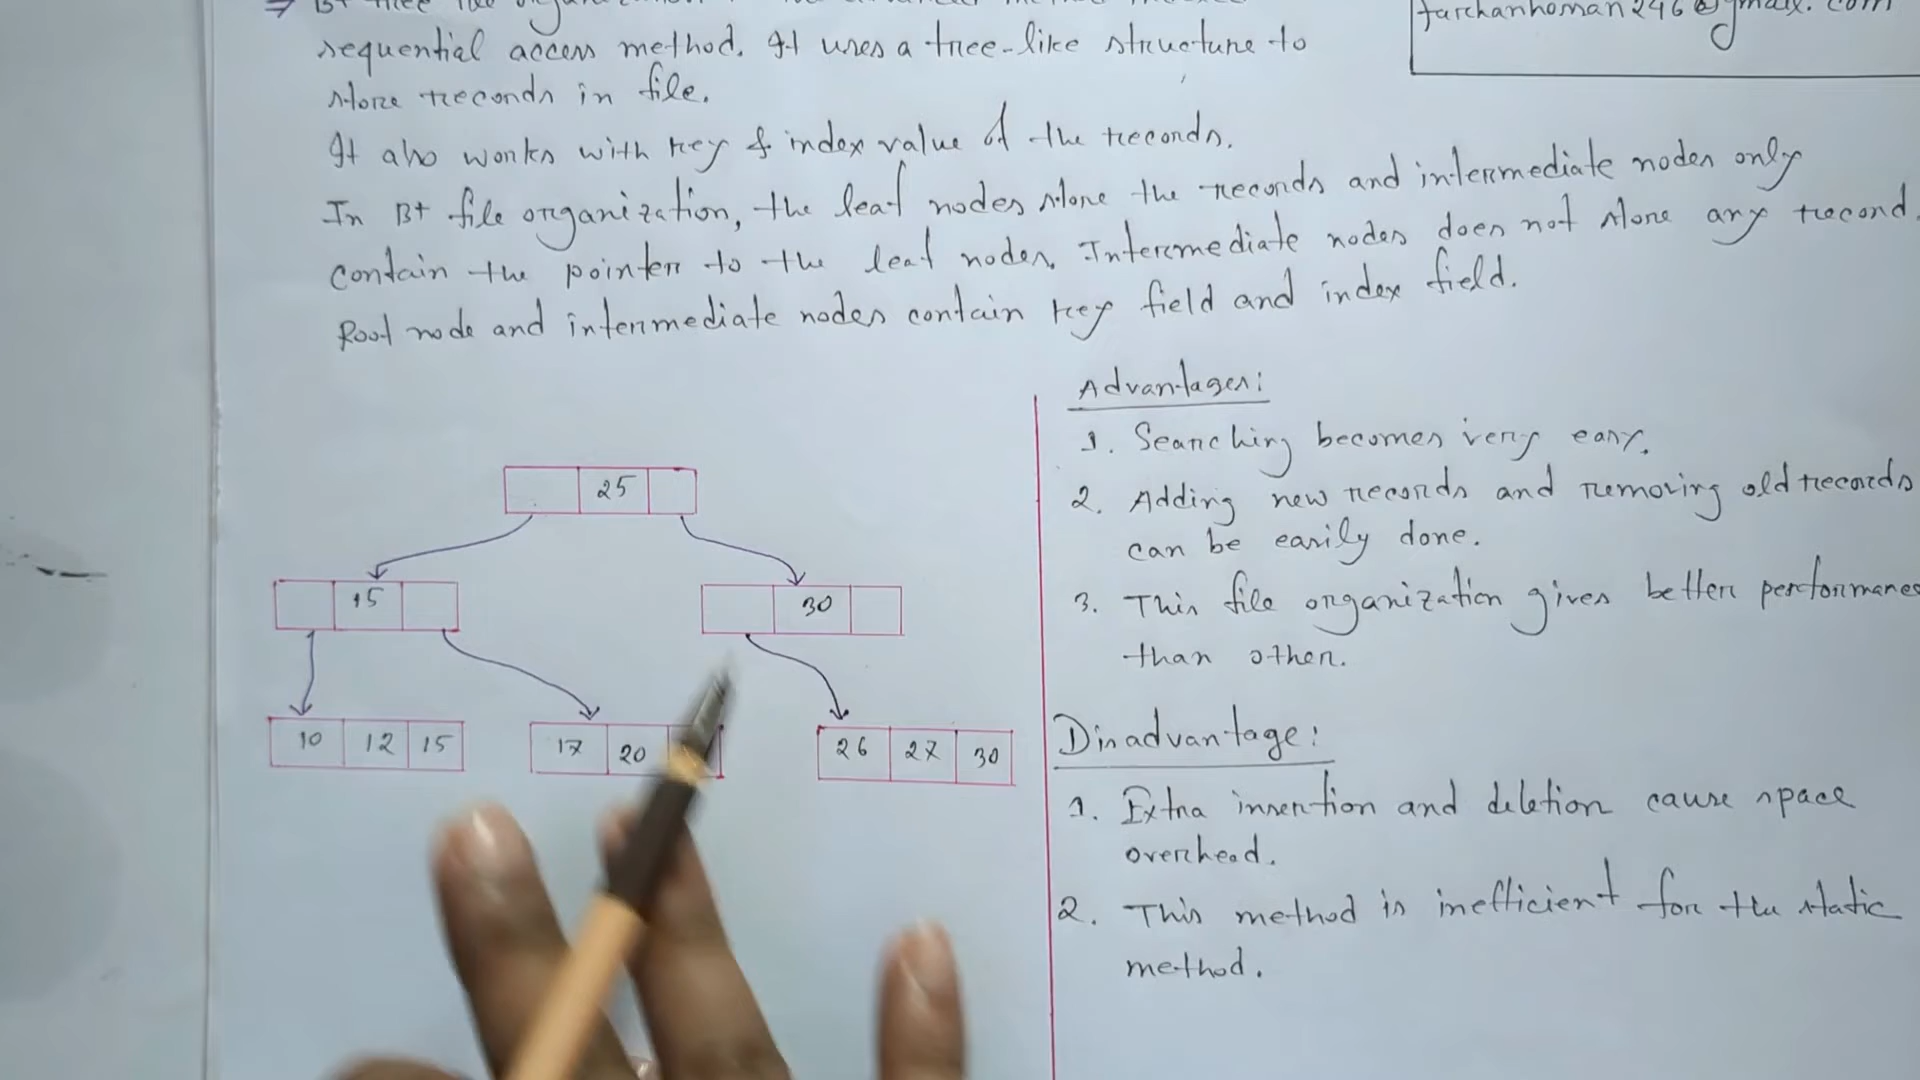 sequential access method. It uses a tree-like structure to
store records in file.
It also works with key & index value of the records.
In B+ file organization, the leaf nodes store the records and intermediate nodes only
contain the pointer to the leaf nodes. Intermediate nodes does not store any record.
Root node and intermediate nodes contain key field and index field.
25
15
30
10 12 15
17 20
26 27 30
Advantages:
1. Searching becomes very easy.
2. Adding new records and removing old records
can be easily done.
3. This file organization gives better performance
than other.
Disadvantage:
1. Extra insertion and deletion cause space
overhead.
2. This method is inefficient for the static
method.